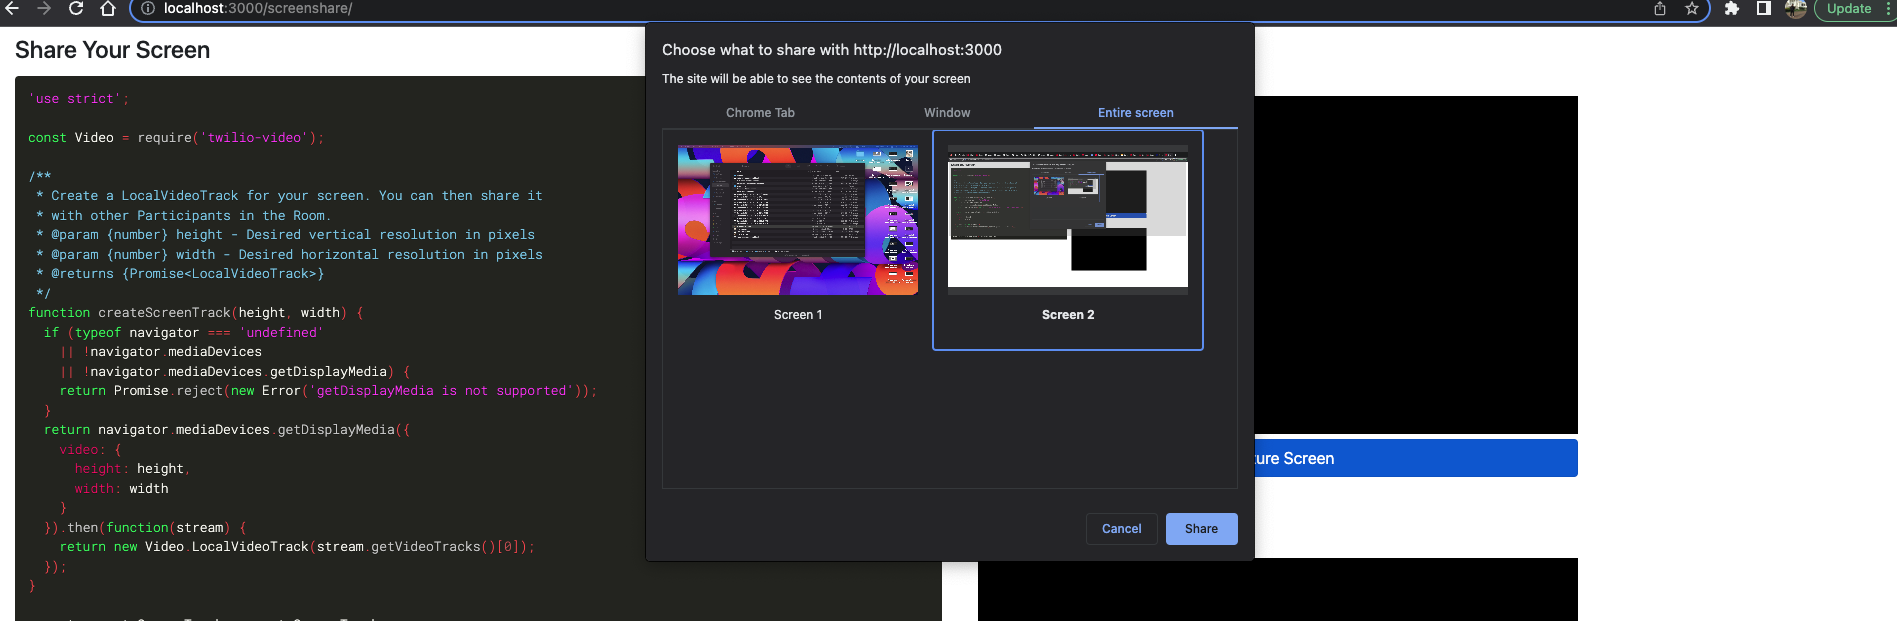 localhost:3000/screenshare/
Update
Share Your Screen
'use strict';
const Video = require('twilio-video');
/**
* Create a LocalVideoTrack for your screen. You can then share it
* with other Participants in the Room.
* @param {number} height - Desired vertical resolution in pixels
* @param {number} width - Desired horizontal resolution in pixels
* @returns {Promise<LocalVideoTrack>}
*/
function createScreenTrack(height, width) {
if (typeof navigator === 'undefined'
|| !navigator.mediaDevices
|| !navigator.mediaDevices.getDisplayMedia) {
return Promise.reject(new Error('getDisplayMedia is not supported'));
}
return navigator.mediaDevices.getDisplayMedia({
video: {
height: height,
width: width
}
}).then(function(stream) {
return new Video.LocalVideoTrack(stream.getVideoTracks()[0]);
});
}
Choose what to share with http://localhost:3000
The site will be able to see the contents of your screen
Chrome Tab
Window
Entire screen
Screen 1
Screen 2
Cancel
Share
ture Screen